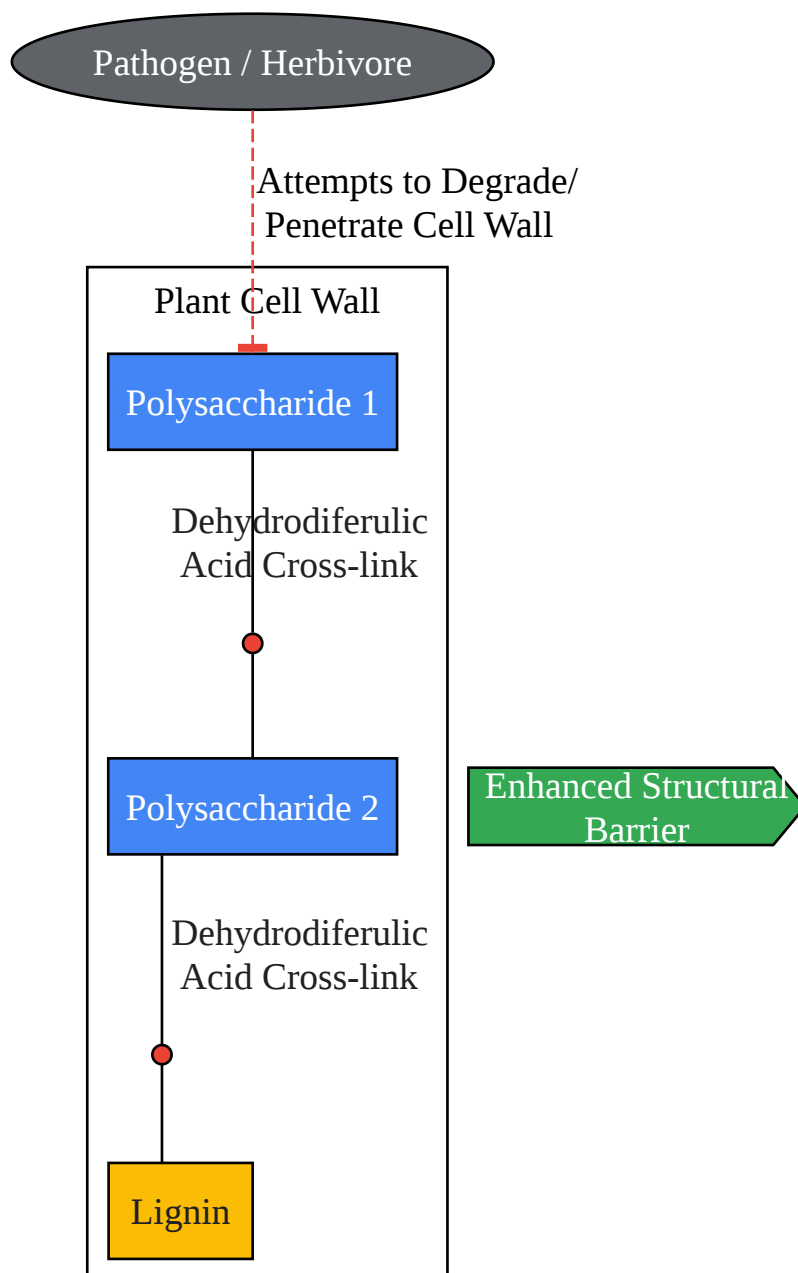 Pathogen / Herbivore
Attempts to Degrade/
Penetrate Cell Wall
Plant Cell Wall
Polysaccharide 1
Dehydrodiferulic
Acid Cross-link
Polysaccharide 2
Enhanced Structural
Barrier
Dehydrodiferulic
Acid Cross-link
Lignin